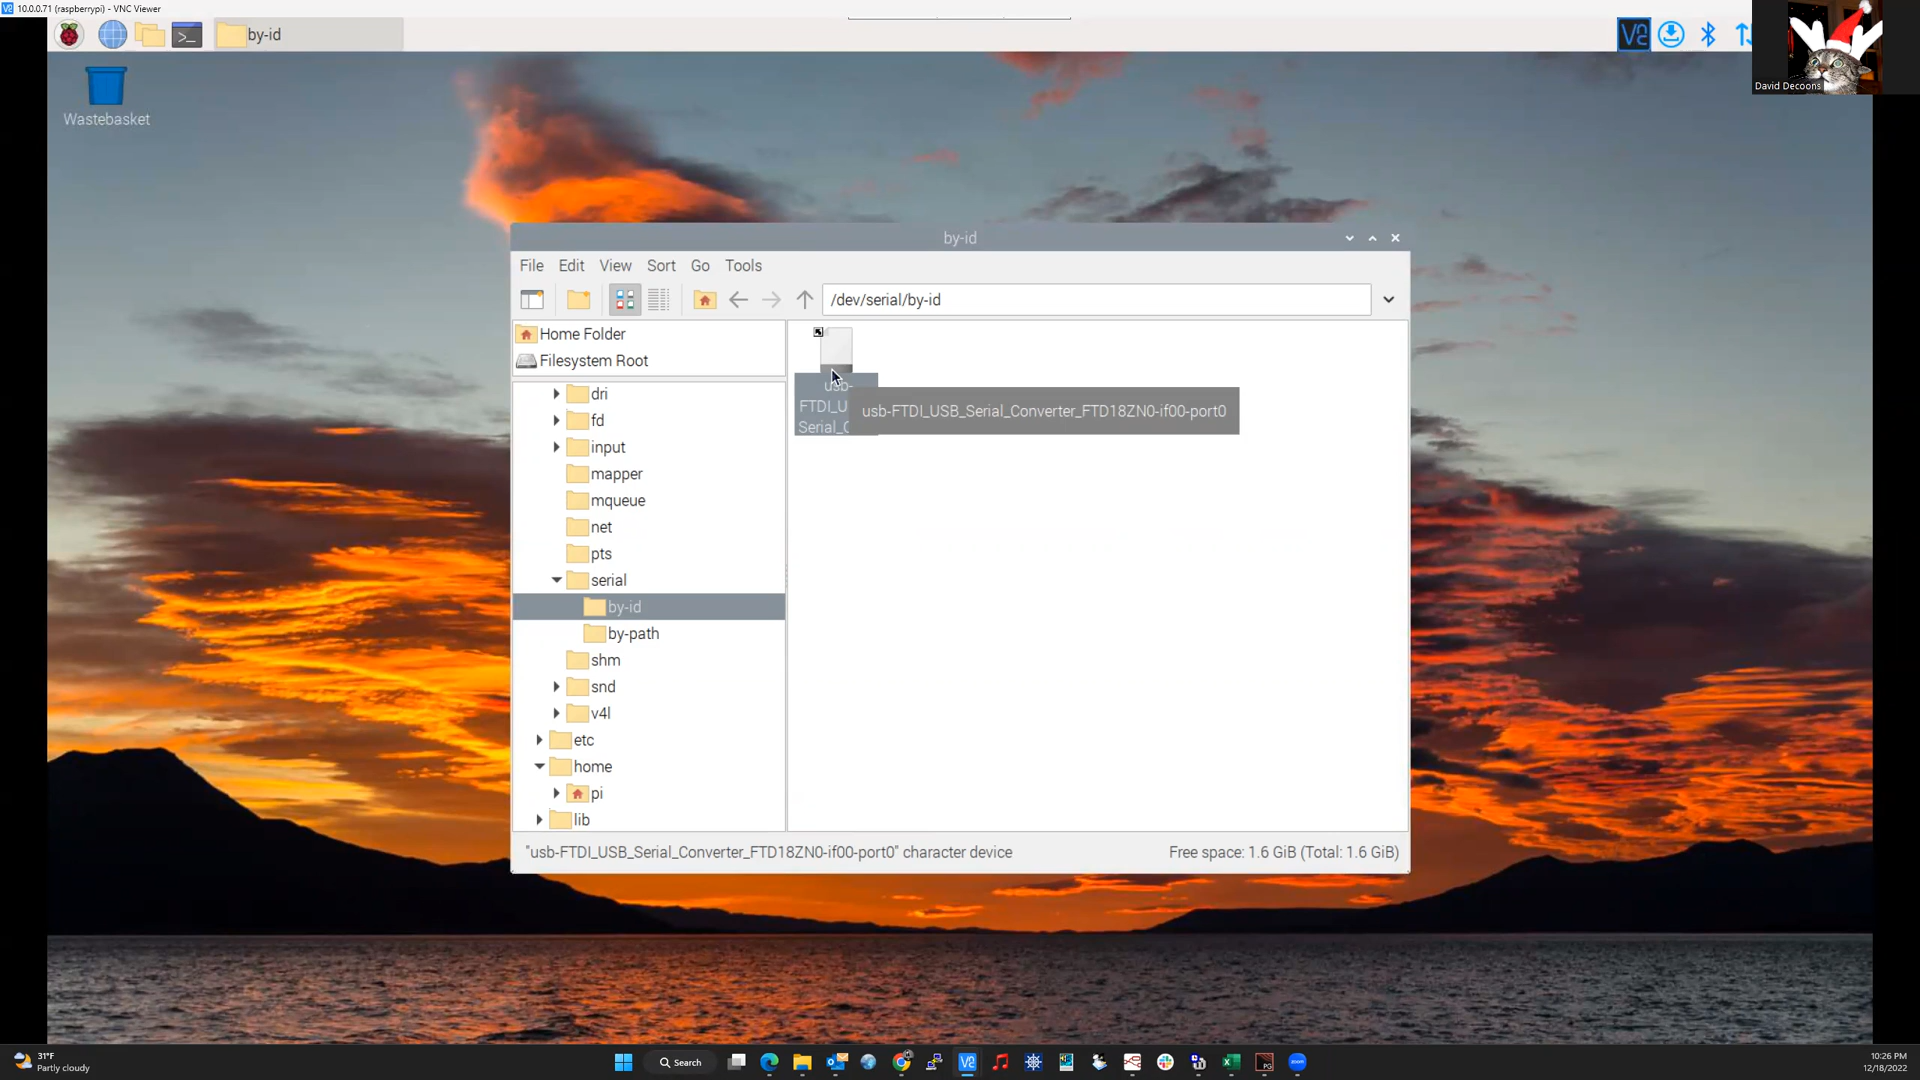 10.0.0.71 (raspberrypi) - VNC Viewer
by-id
David Decoons
Wastebasket
by-id
File Edit View Sort Go Tools
/dev/serial/by-id
Home Folder
Filesystem Root
dri
fd
input
mapper
mqueue
net
pts
serial
by-id
by-path
shm
snd
v4l
etc
home
pi
lib
usb-
FTDI_U
Serial_C
usb-FTDI_USB_Serial_Converter_FTD18ZN0-if00-port0
"usb-FTDI_USB_Serial_Converter_FTD18ZN0-if00-port0" character device
Free space: 1.6 GiB (Total: 1.6 GiB)
31°F
Partly cloudy
Search
10:26 PM
12/18/2022